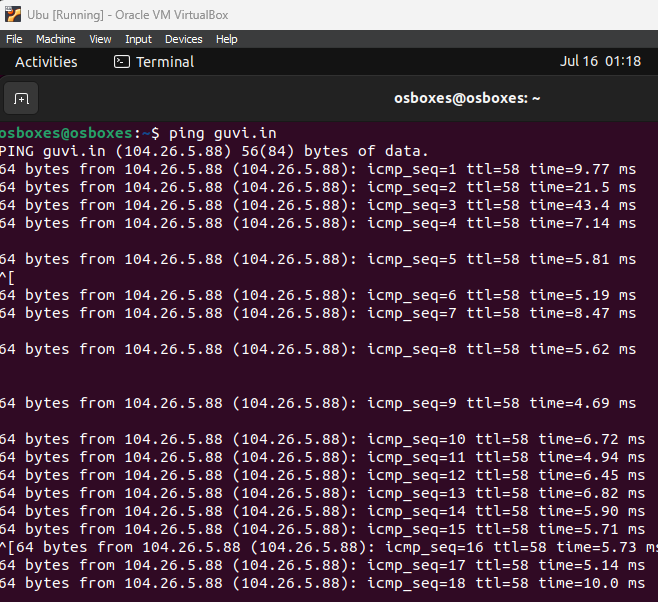 Ubu [Running] - Oracle VM VirtualBox
File Machine View Input Devices Help
Activities Terminal Jul 16 01:18
osboxes@osboxes: ~
osboxes@osboxes:~$ ping guvi.in
PING guvi.in (104.26.5.88) 56(84) bytes of data.
64 bytes from 104.26.5.88 (104.26.5.88): icmp_seq=1 ttl=58 time=9.77 ms
64 bytes from 104.26.5.88 (104.26.5.88): icmp_seq=2 ttl=58 time=21.5 ms
64 bytes from 104.26.5.88 (104.26.5.88): icmp_seq=3 ttl=58 time=43.4 ms
64 bytes from 104.26.5.88 (104.26.5.88): icmp_seq=4 ttl=58 time=7.14 ms
64 bytes from 104.26.5.88 (104.26.5.88): icmp_seq=5 ttl=58 time=5.81 ms
^[
64 bytes from 104.26.5.88 (104.26.5.88): icmp_seq=6 ttl=58 time=5.19 ms
64 bytes from 104.26.5.88 (104.26.5.88): icmp_seq=7 ttl=58 time=8.47 ms
64 bytes from 104.26.5.88 (104.26.5.88): icmp_seq=8 ttl=58 time=5.62 ms
64 bytes from 104.26.5.88 (104.26.5.88): icmp_seq=9 ttl=58 time=4.69 ms
64 bytes from 104.26.5.88 (104.26.5.88): icmp_seq=10 ttl=58 time=6.72 ms
64 bytes from 104.26.5.88 (104.26.5.88): icmp_seq=11 ttl=58 time=4.94 ms
64 bytes from 104.26.5.88 (104.26.5.88): icmp_seq=12 ttl=58 time=6.45 ms
64 bytes from 104.26.5.88 (104.26.5.88): icmp_seq=13 ttl=58 time=6.82 ms
64 bytes from 104.26.5.88 (104.26.5.88): icmp_seq=14 ttl=58 time=5.90 ms
64 bytes from 104.26.5.88 (104.26.5.88): icmp_seq=15 ttl=58 time=5.71 ms
^[64 bytes from 104.26.5.88 (104.26.5.88): icmp_seq=16 ttl=58 time=5.73 ms
64 bytes from 104.26.5.88 (104.26.5.88): icmp_seq=17 ttl=58 time=5.14 ms
64 bytes from 104.26.5.88 (104.26.5.88): icmp_seq=18 ttl=58 time=10.0 ms